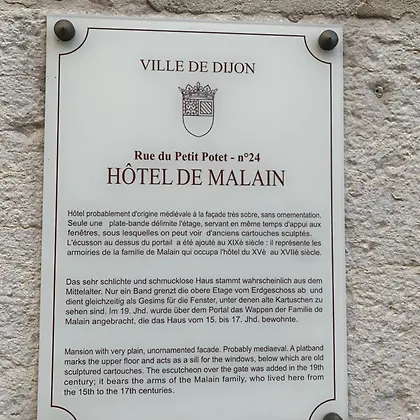 VILLE DE DIJON
Rue du Petit Potet - n°24
HÔTEL DE MALAIN
Hôtel probablement d'origine médiévale à la façade très sobre, sans ornementation.
Seule une plate-bande délimite l'étage, servant en même temps d'appui aux
fenêtres, sous lesquelles on peut voir d'anciens cartouches sculptés.
L'écusson au dessus du portail a été ajouté au XIXè siècle : il représente les
armoiries de la famille de Malain qui occupa l'hôtel du XVè au XVIIè siècle.
Das sehr schlichte und schmucklose Haus stammt wahrscheinlich aus dem
Mittelalter. Nur ein Band grenzt die obere Etage vom Erdgeschoss ab und
dient gleichzeitig als Gesims für die Fenster, unter denen alte Kartuschen zu
sehen sind. Im 19. Jhd. wurde über dem Portal das Wappen der Familie de
Malain angebracht, die das Haus vom 15. bis 17. Jhd. bewohnte.
Mansion with very plain, unornamented facade. Probably mediaeval. A platband
marks the upper floor and acts as a sill for the windows, below which are old
sculptured cartouches. The escutcheon over the gate was added in the 19th
century; it bears the arms of the Malain family, who lived here from
the 15th to the 17th centuries.